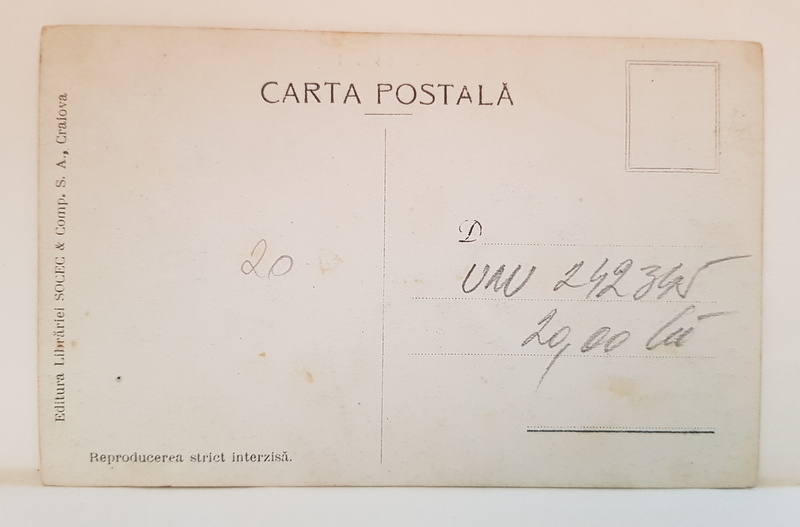 CARTA POSTALĂ
Editura Librăriei SOCEC & Comp. S. A., Craiova
20
D
242345
20,00 lei
Reproducerea strict interzisă.